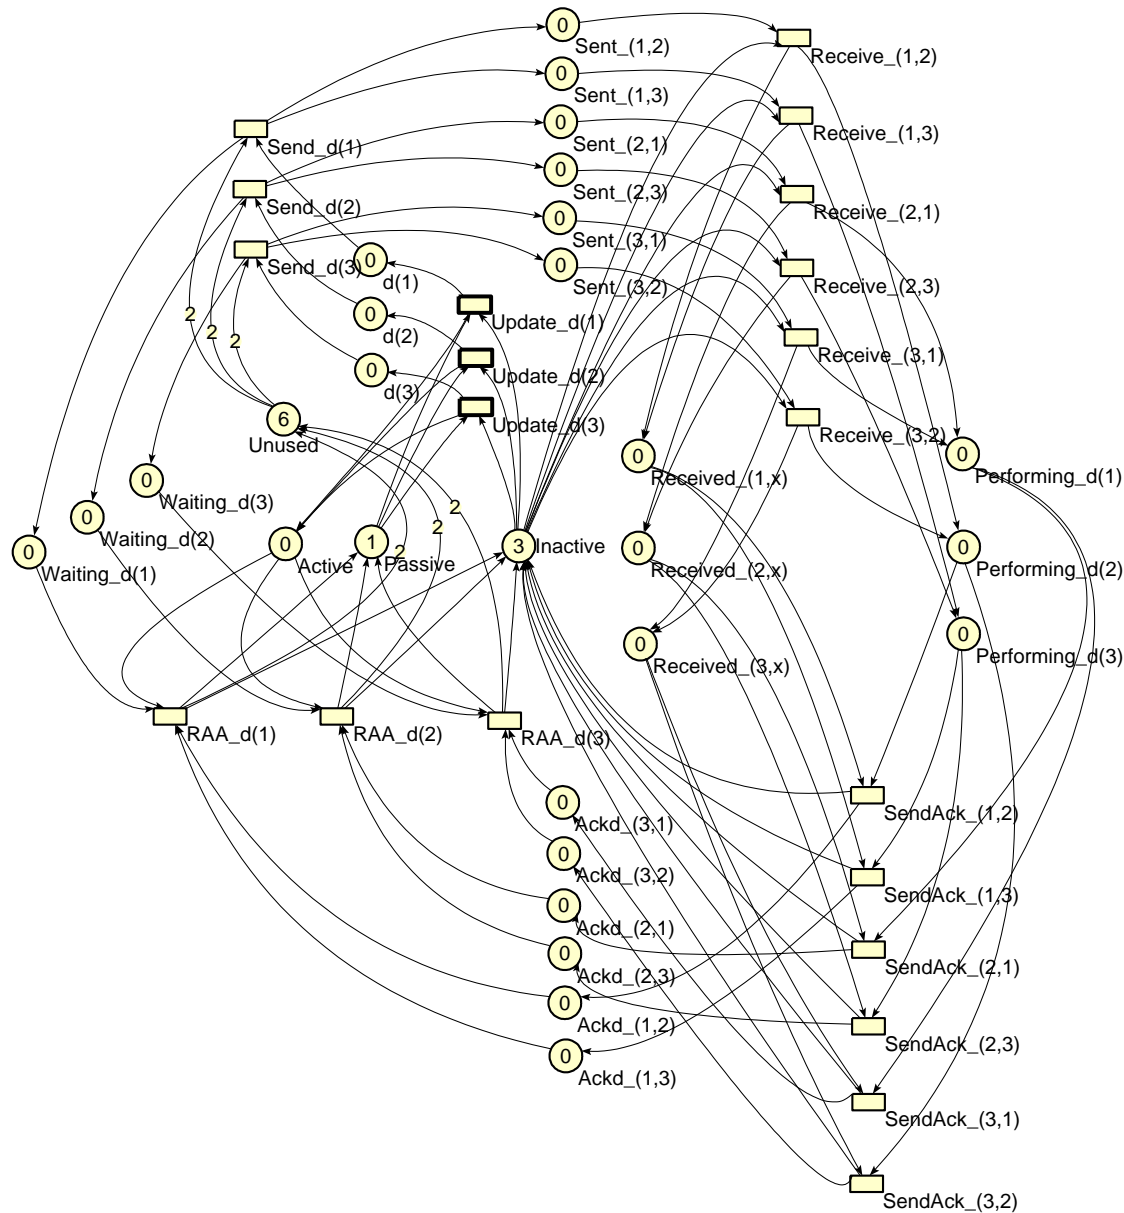 0
Sent_(1,2)
Receive_(1,2)
0
Sent_(1,3)
Receive_(1,3)
Send_d(1)
0
Sent_(2,1)
Receive_(2,1)
Send_d(2)
0
Sent_(2,3)
Receive_(2,3)
Send_d(3)
0
Sent_(3,1)
0
d(1)
0
Sent_(3,2)
Receive_(3,1)
2
2
2
0
d(2)
Update_d(1)
0
d(3)
Update_d(2)
Update_d(3)
Receive_(3,2)
6
Unused
0
Received_(1,x)
0
Performing_d(1)
0
Waiting_d(3)
2
2
2
0
Waiting_d(2)
0
Waiting_d(1)
0
Active
1
Passive
3
Inactive
0
Received_(2,x)
0
Performing_d(2)
0
Received_(3,x)
0
Performing_d(3)
RAA_d(1)
RAA_d(2)
RAA_d(3)
0
Ackd_(3,1)
SendAck_(1,2)
0
Ackd_(3,2)
SendAck_(1,3)
0
Ackd_(2,1)
SendAck_(2,1)
0
Ackd_(2,3)
0
Ackd_(1,2)
SendAck_(2,3)
0
Ackd_(1,3)
SendAck_(3,1)
SendAck_(3,2)